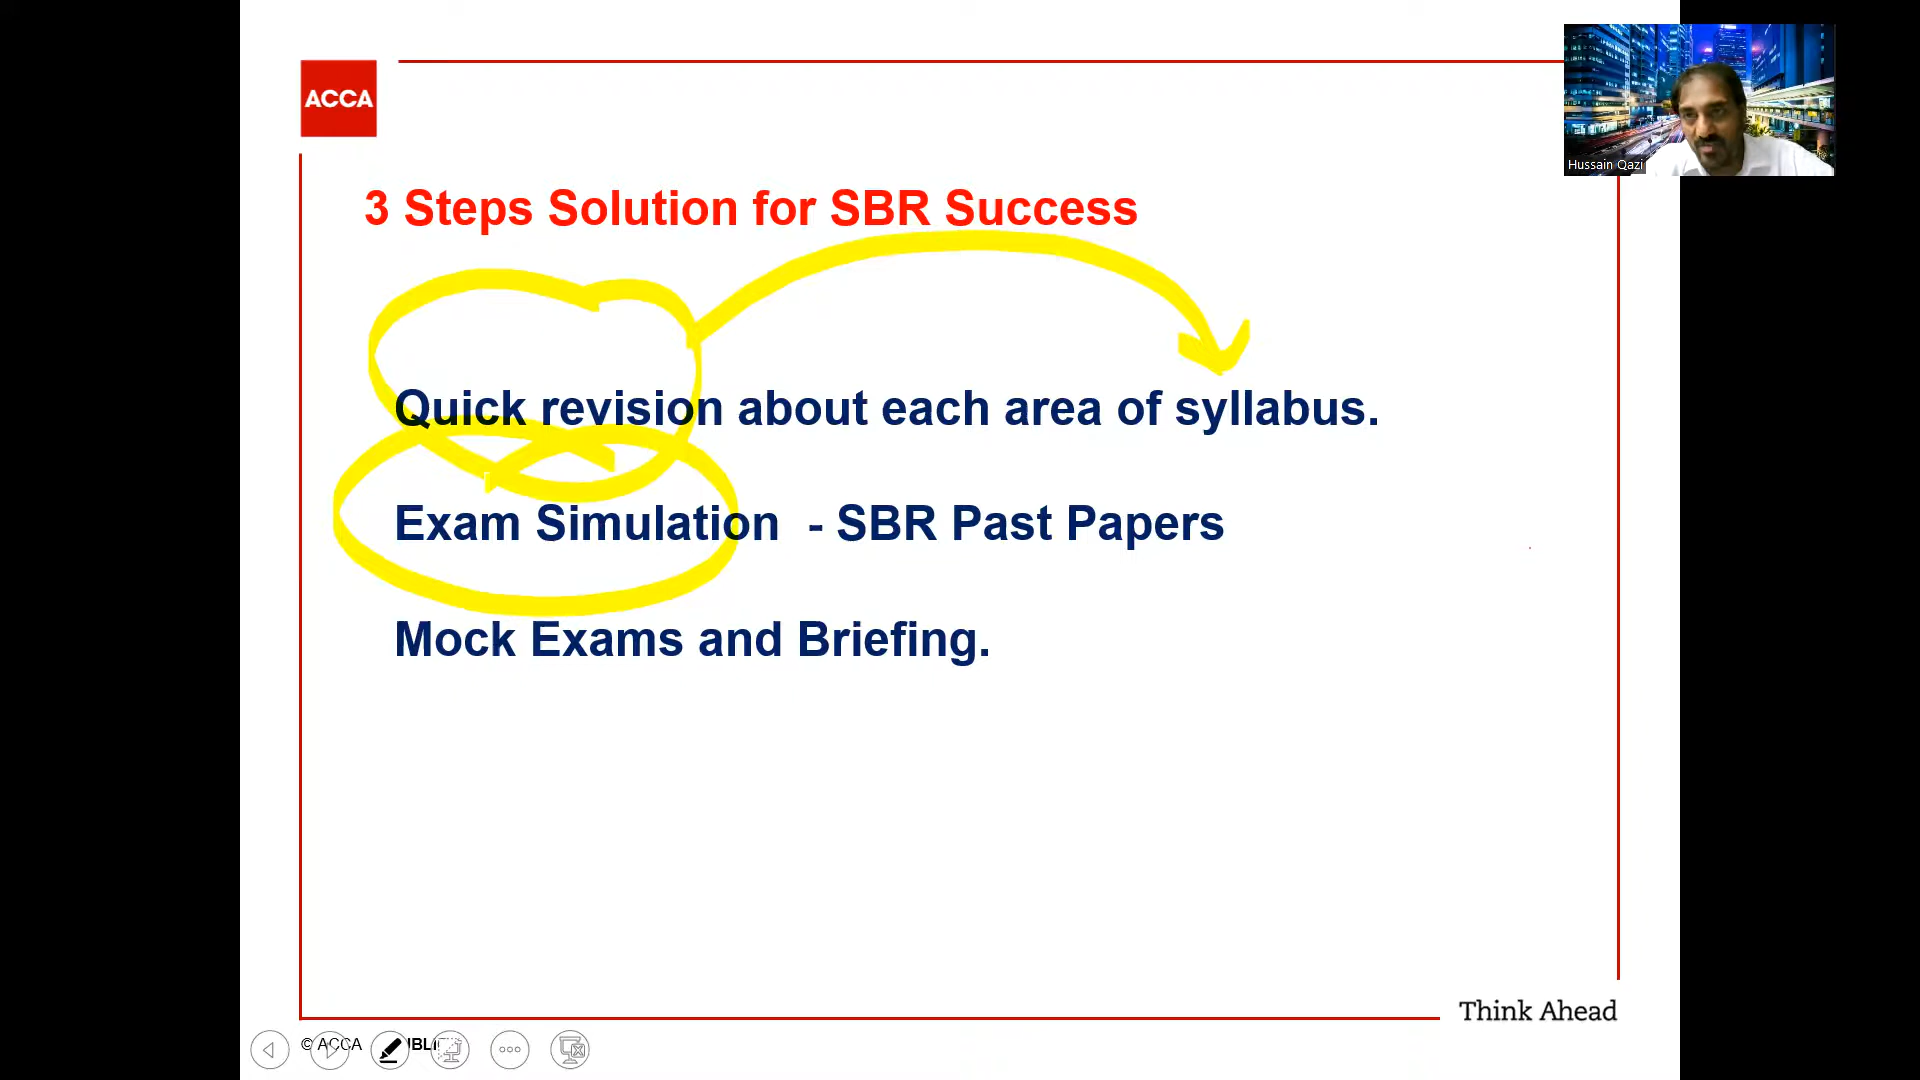 ACCA
Hussain Qazi
3 Steps Solution for SBR Success
Quick revision about each area of syllabus.
Exam Simulation - SBR Past Papers
Mock Exams and Briefing.
Think Ahead
© ACCA